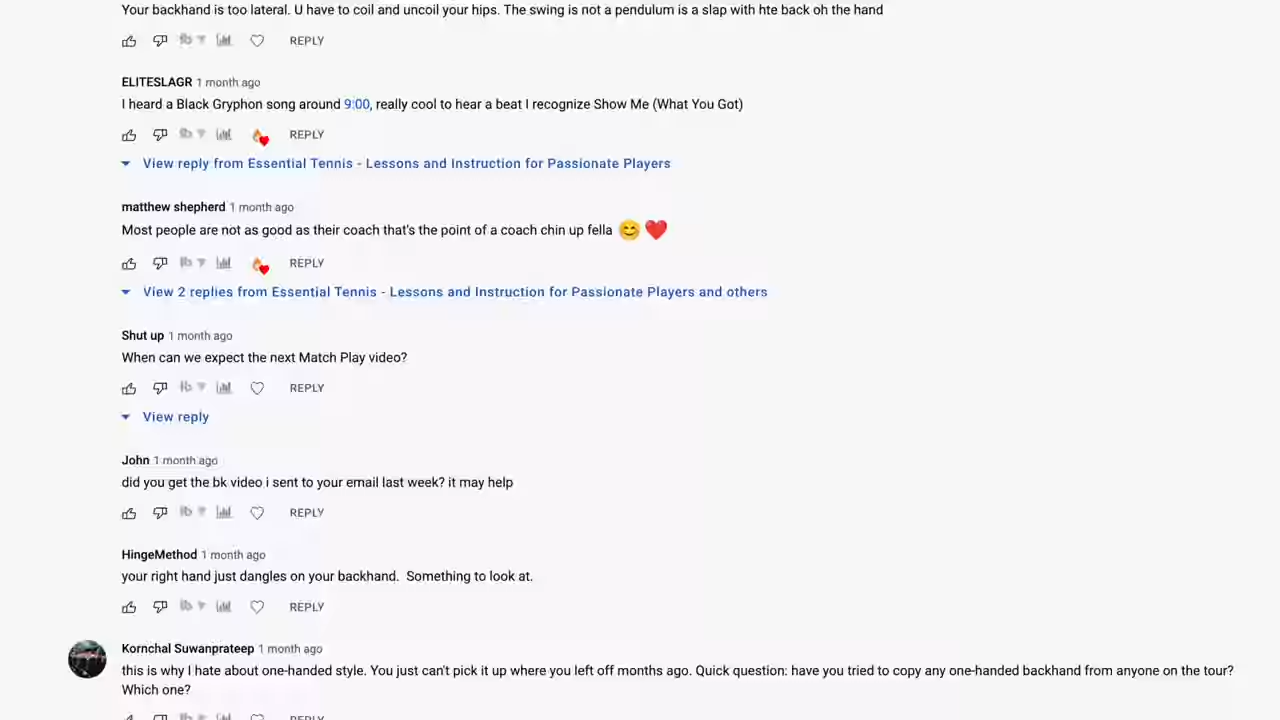 Your backhand is too lateral. U have to coil and uncoil your hips. The swing is not a pendulum is a slap with hte back oh the hand
REPLY
ELITESLAGR 1 month ago
I heard a Black Gryphon song around 9:00, really cool to hear a beat I recognize Show Me (What You Got)
REPLY
View reply from Essential Tennis - Lessons and Instruction for Passionate Players
matthew shepherd 1 month ago
Most people are not as good as their coach that's the point of a coach chin up fella 😊 ❤️
REPLY
View 2 replies from Essential Tennis - Lessons and Instruction for Passionate Players and others
Shut up 1 month ago
When can we expect the next Match Play video?
REPLY
View reply
John 1 month ago
did you get the bk video i sent to your email last week? it may help
REPLY
HingeMethod 1 month ago
your right hand just dangles on your backhand.  Something to look at.
REPLY
Kornchal Suwanprateep 1 month ago
this is why I hate about one-handed style. You just can't pick it up where you left off months ago. Quick question: have you tried to copy any one-handed backhand from anyone on the tour?
Which one?
REPLY